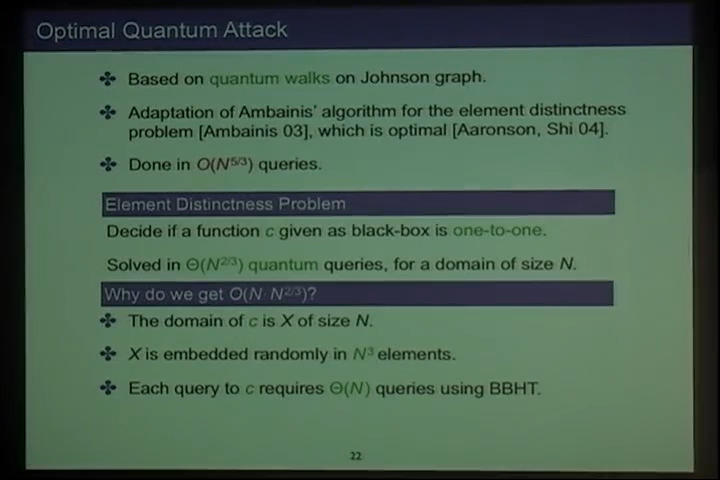 Optimal Quantum Attack
✤ Based on quantum walks on Johnson graph.
✤ Adaptation of Ambainis' algorithm for the element distinctness
problem [Ambainis 03], which is optimal [Aaronson, Shi 04].
✤ Done in O(N^5/3) queries.
Element Distinctness Problem
Decide if a function c given as black-box is one-to-one.
Solved in Θ(N^2/3) quantum queries, for a domain of size N.
Why do we get O(N N^2/3)?
✤ The domain of c is X of size N.
✤ X is embedded randomly in N^3 elements.
✤ Each query to c requires Θ(N) queries using BBHT.
22